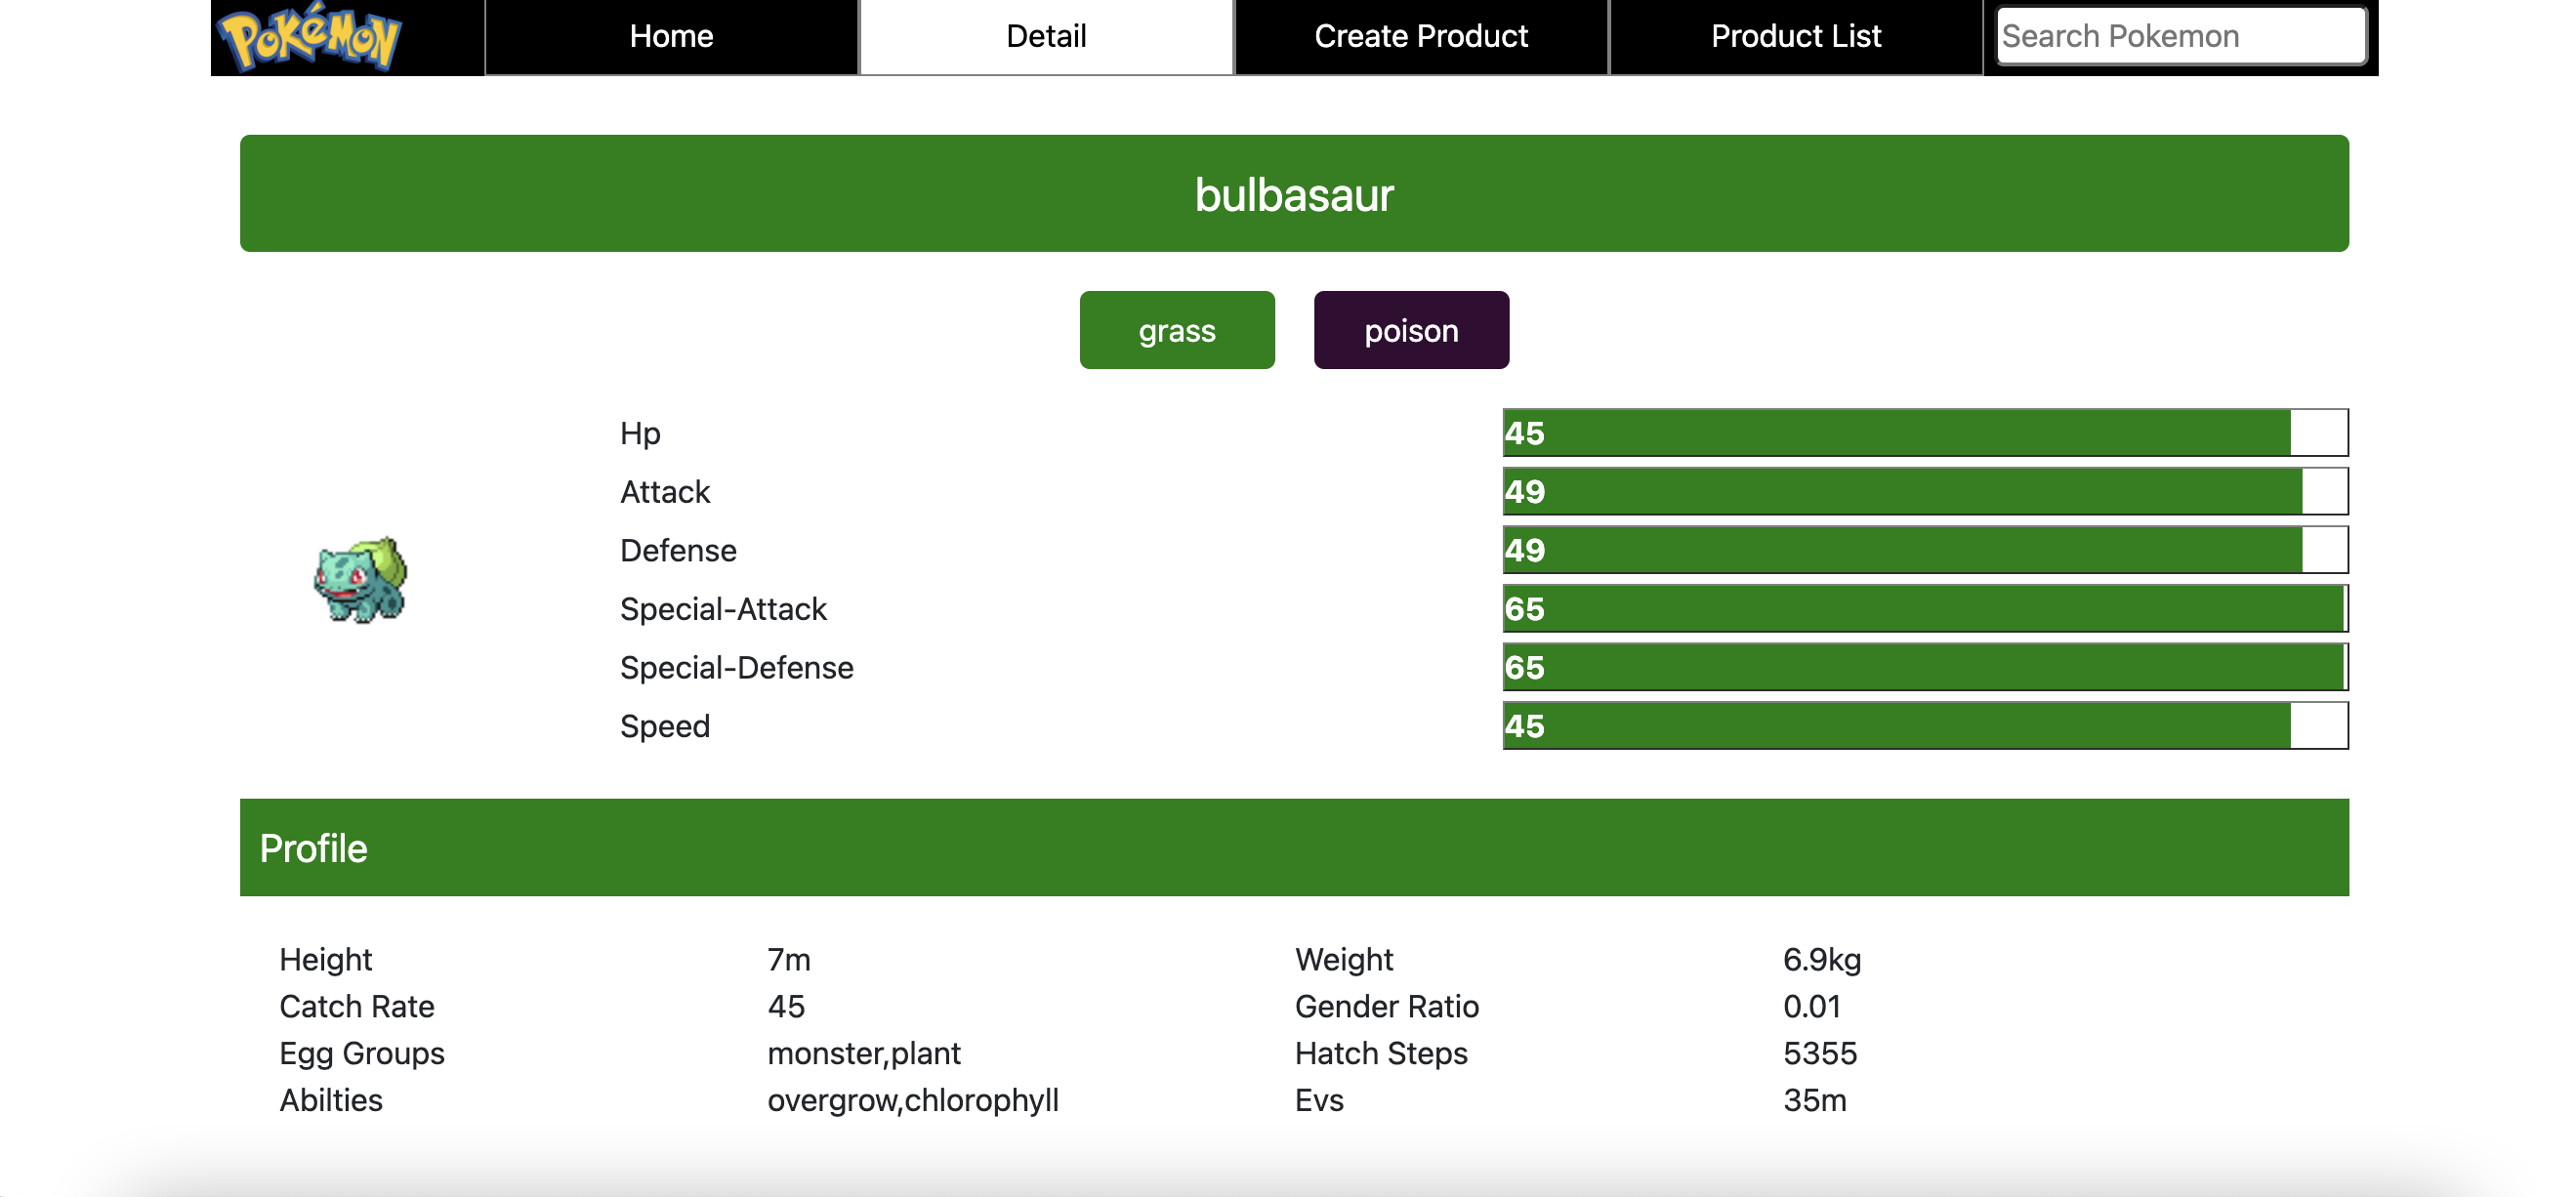 POKéMON Home Detail Create Product Product List Search Pokemon
bulbasaur
grass poison
Hp 45
Attack 49
Defense 49
Special-Attack 65
Special-Defense 65
Speed 45
Profile
Height 7m Weight 6.9kg
Catch Rate 45 Gender Ratio 0.01
Egg Groups monster,plant Hatch Steps 5355
Abilties overgrow,chlorophyll Evs 35m